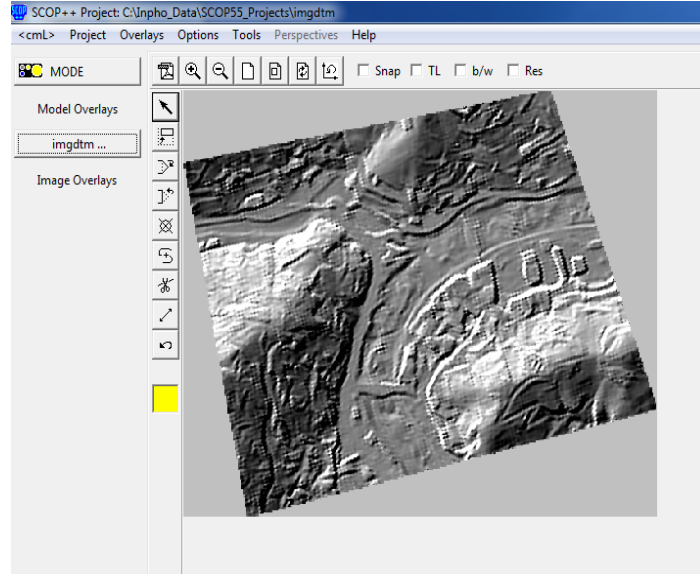 SCOP++ Project: C:\Inpho_Data\SCOP55_Projects\imgdtm
<cmL> Project Overlays Options Tools Perspectives Help
MODE
Snap TL b/w Res
Model Overlays
imgdtm ...
Image Overlays